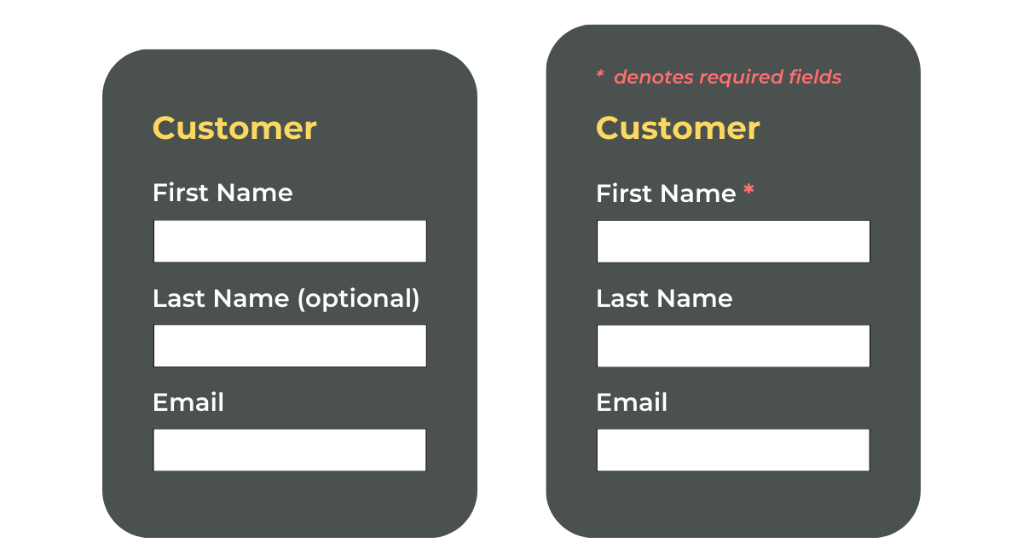 Customer
First Name
Last Name (optional)
Email
* denotes required fields
Customer
First Name *
Last Name
Email